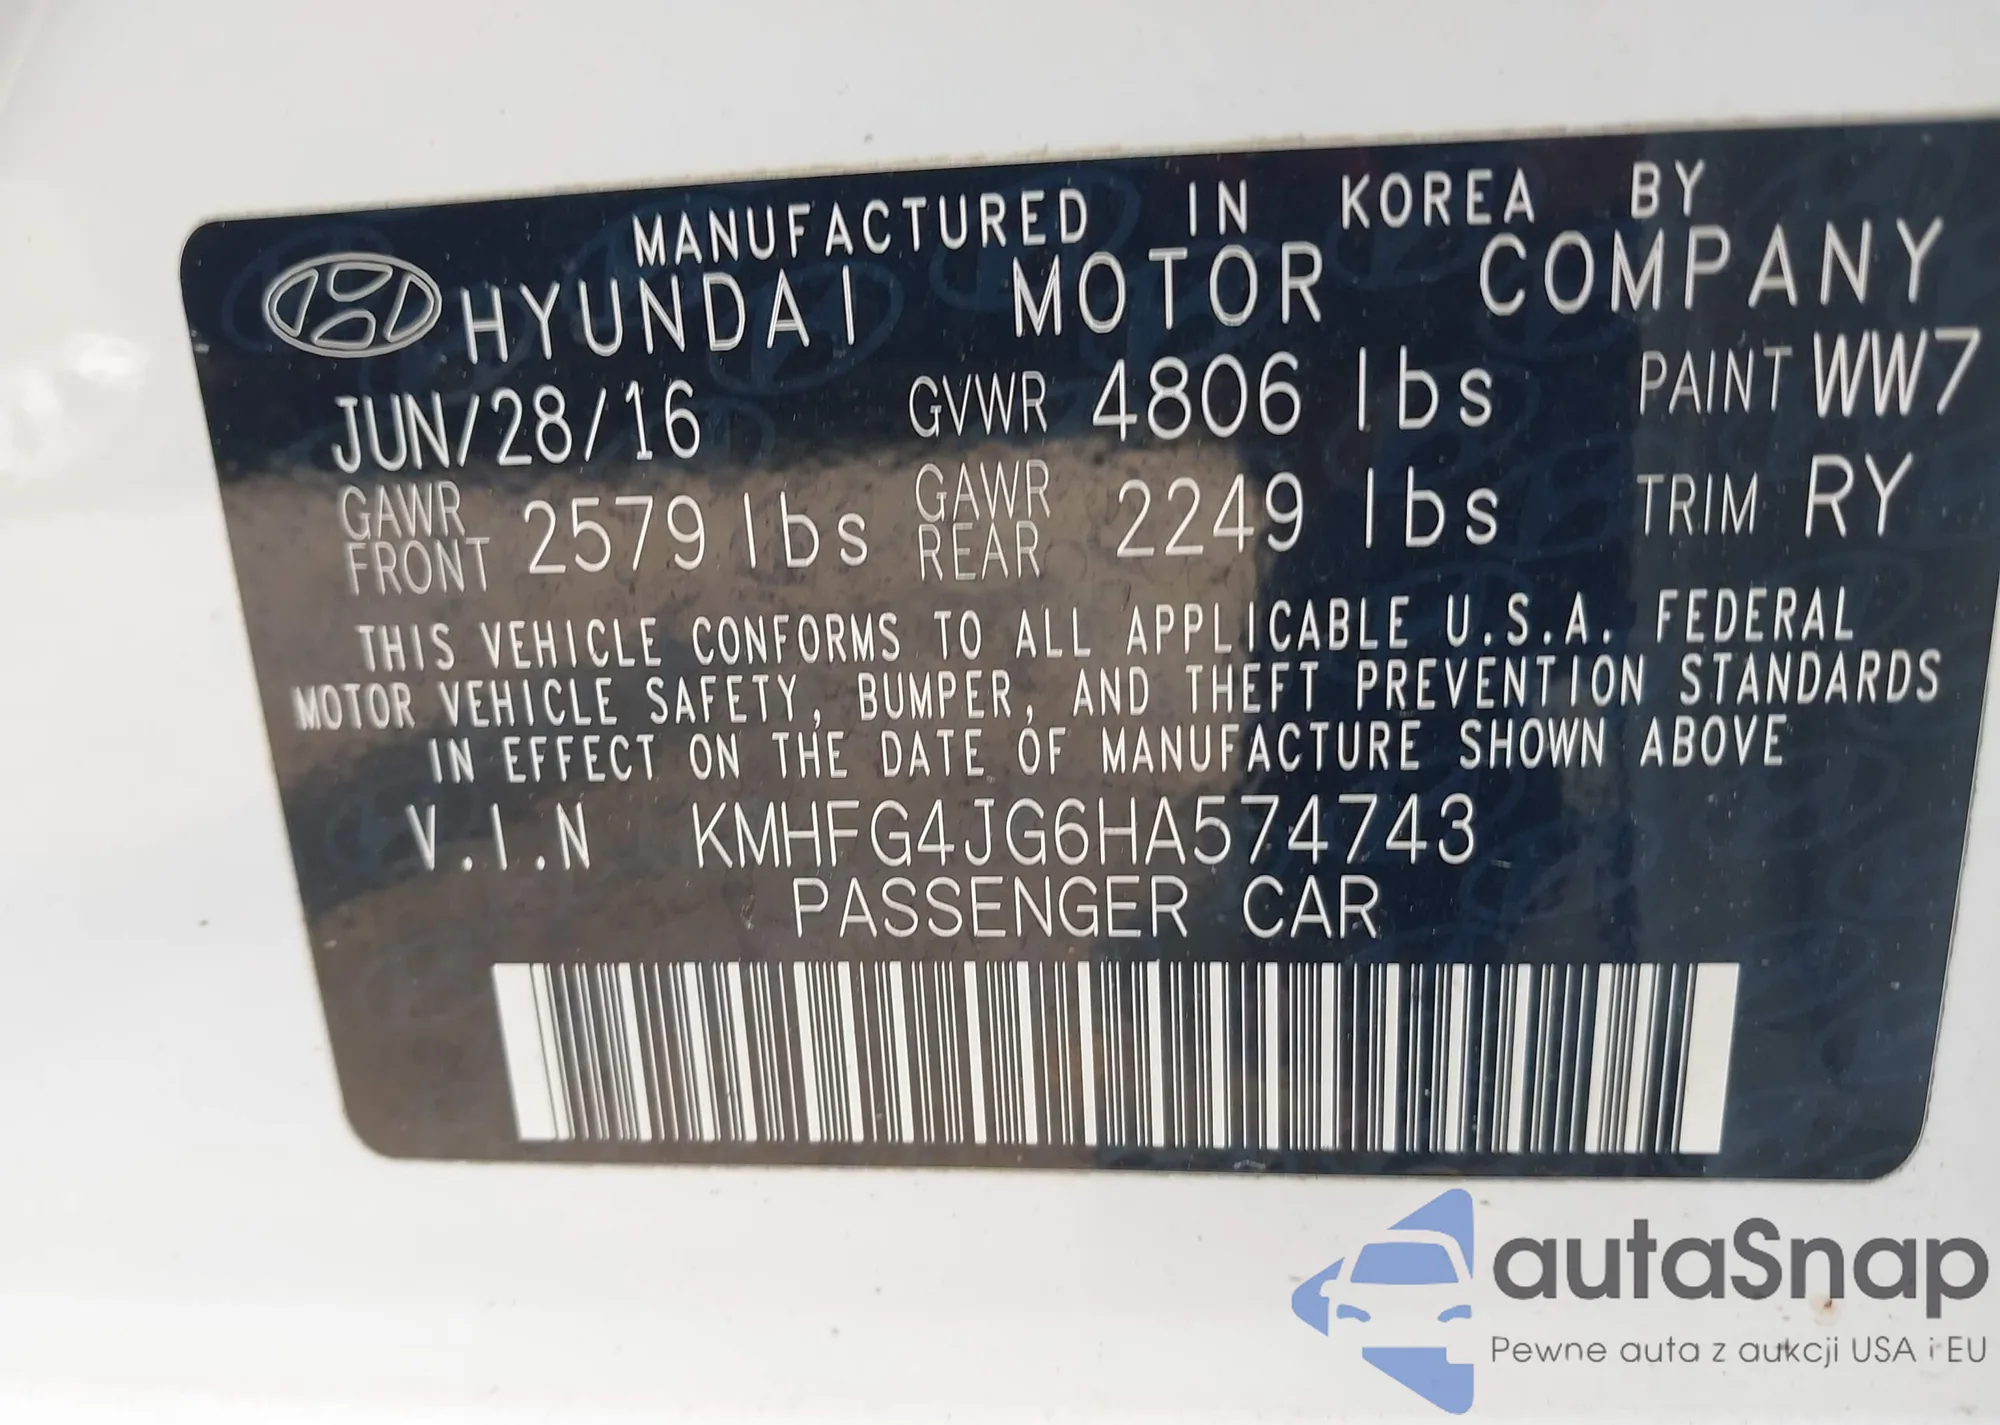 MANUFACTURED IN KOREA BY
HYUNDAI MOTOR COMPANY
JUN/28/16 GVWR 4806 lbs PAINT WW7
GAWR FRONT 2579 lbs GAWR REAR 2249 lbs TRIM RY
THIS VEHICLE CONFORMS TO ALL APPLICABLE U.S.A. FEDERAL
MOTOR VEHICLE SAFETY, BUMPER, AND THEFT PREVENTION STANDARDS
IN EFFECT ON THE DATE OF MANUFACTURE SHOWN ABOVE
V.I.N KMHFG4JG6HA574743
PASSENGER CAR
autaSnap
Pewne auta z aukcji USA i EU